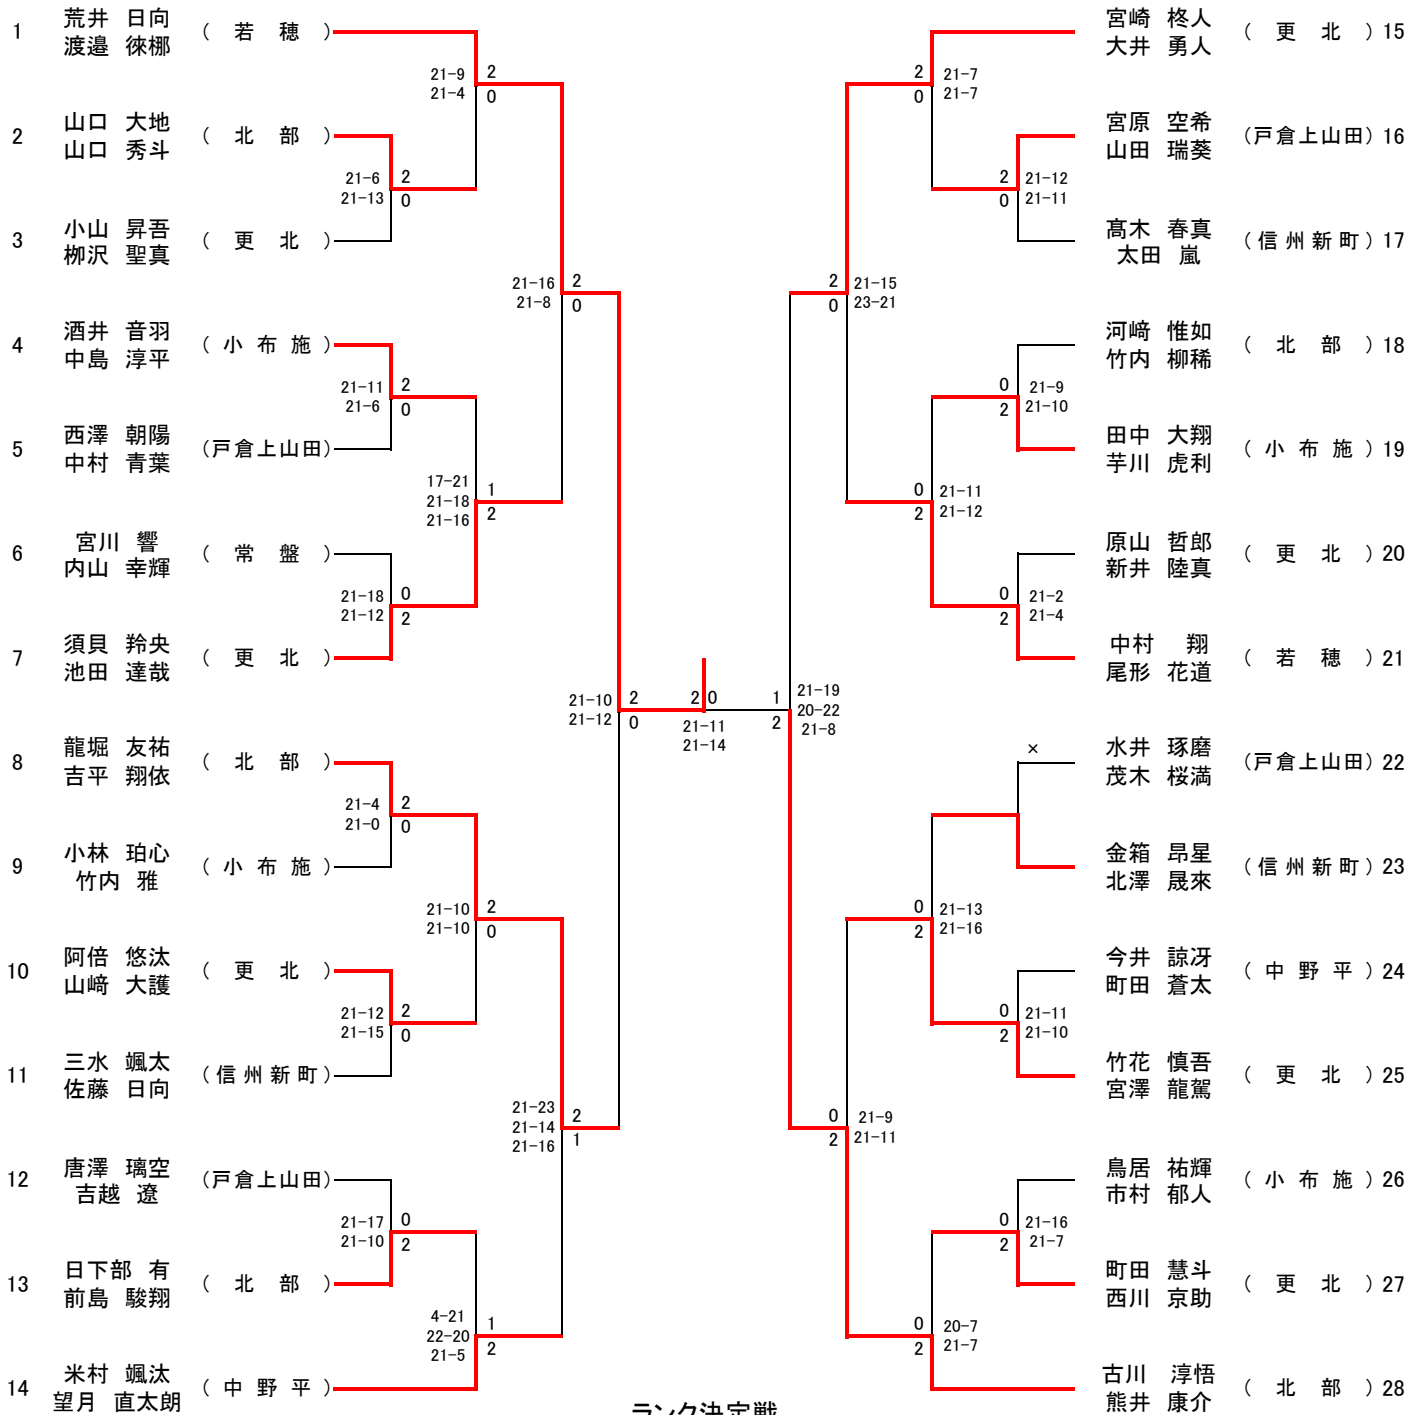 1 荒井 日向 渡邉 徠梛 (若穂)
21-9 21-4 2 0
2 山口 大地 山口 秀斗 (北部)
21-6 21-13 2 0
3 小山 昇吾 栁沢 聖真 (更北)
21-16 21-8 2 0
4 酒井 音羽 中島 淳平 (小布施)
21-11 21-6 2 0
5 西澤 朝陽 中村 青葉 (戸倉上山田)
17-21 21-18 21-16 1 2
6 宮川 響 内山 幸輝 (常盤)
21-18 21-12 0 2
7 須貝 羚央 池田 達哉 (更北)
21-10 21-12 2 0
8 龍堀 友祐 吉平 翔依 (北部)
21-4 21-0 2 0
9 小林 珀心 竹内 雅 (小布施)
21-10 21-10 2 0
10 阿倍 悠汰 山﨑 大護 (更北)
21-12 21-15 2 0
11 三水 颯太 佐藤 日向 (信州新町)
21-23 21-14 21-16 2 1
12 唐澤 璃空 吉越 遼 (戸倉上山田)
21-17 21-10 0 2
13 日下部 有 前島 駿翔 (北部)
4-21 22-20 21-5 1 2
14 米村 颯汰 望月 直太朗 (中野平)
2 0 21-11 21-14
宮崎 柊人 大井 勇人 (更北) 15
2 0 21-7 21-7
宮原 空希 山田 瑞葵 (戸倉上山田) 16
2 0 21-12 21-11
髙木 春真 太田 嵐 (信州新町) 17
2 0 21-15 23-21
河﨑 惟如 竹内 柳稀 (北部) 18
0 2 21-9 21-10
田中 大翔 芋川 虎利 (小布施) 19
0 2 21-11 21-12
原山 哲郎 新井 陸真 (更北) 20
0 2 21-2 21-4
中村 翔 尾形 花道 (若穂) 21
1 2 21-19 20-22 21-8
× 水井 琢磨 茂木 桜満 (戸倉上山田) 22
金箱 昂星 北澤 晟來 (信州新町) 23
0 2 21-13 21-16
今井 諒冴 町田 蒼太 (中野平) 24
0 2 21-11 21-10
竹花 慎吾 宮澤 龍駕 (更北) 25
0 2 21-9 21-11
鳥居 祐輝 市村 郁人 (小布施) 26
0 2 21-16 21-7
町田 慧斗 西川 京助 (更北) 27
0 2 20-7 21-7
古川 淳悟 熊井 康介 (北部) 28
ランク決定戦